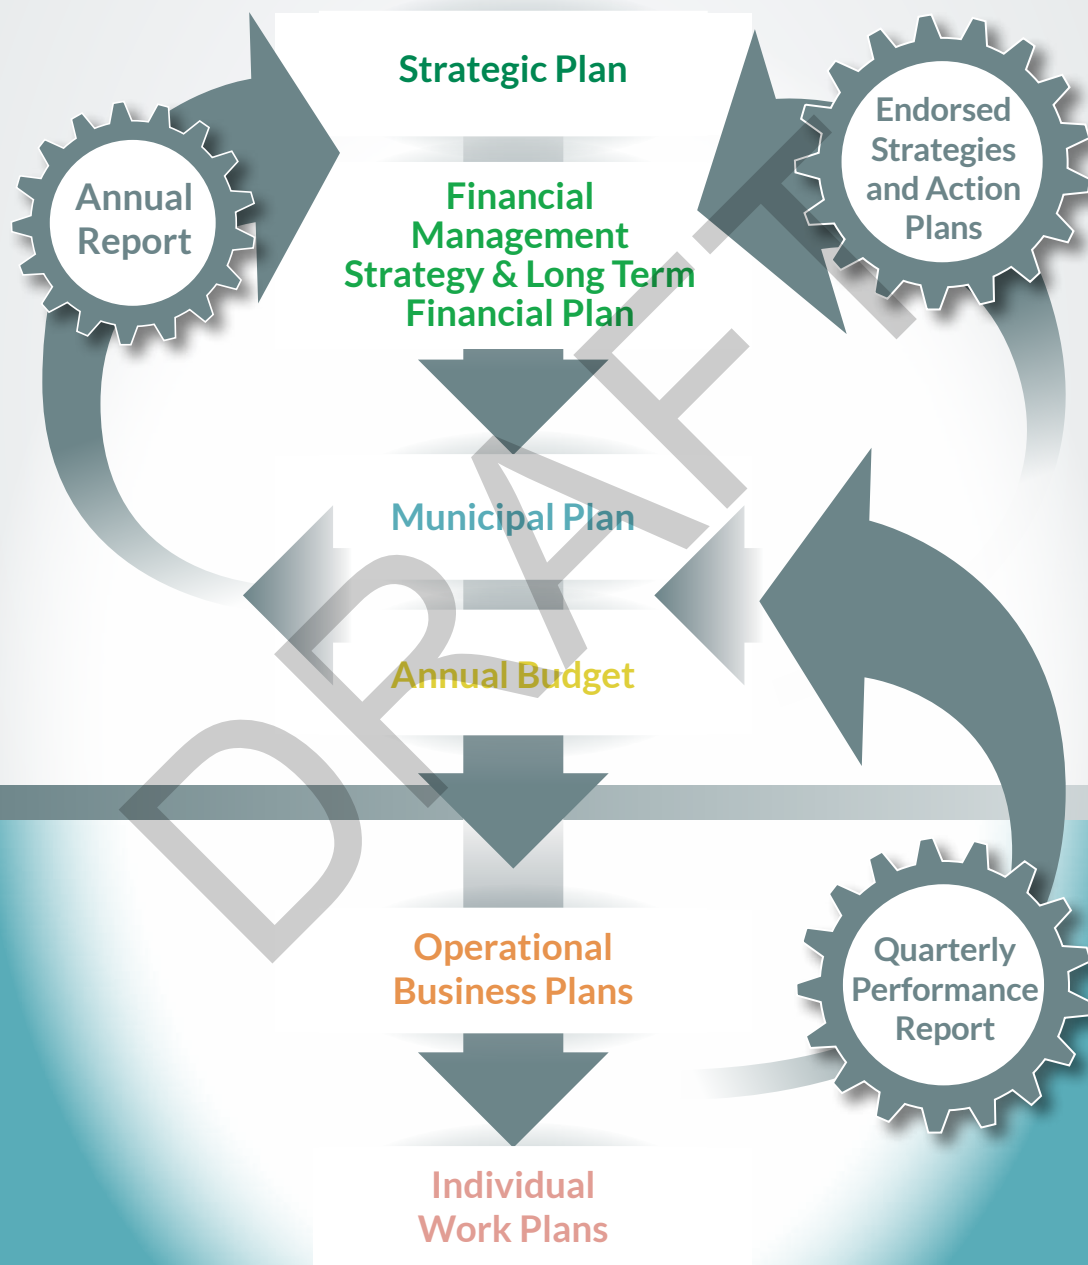 Strategic Plan
Endorsed
Strategies
and Action
Plans
Annual
Report
Financial
Management
Strategy & Long Term
Financial Plan
Municipal Plan
Annual Budget
DRAFT
Operational
Business Plans
Quarterly
Performance
Report
Individual
Work Plans